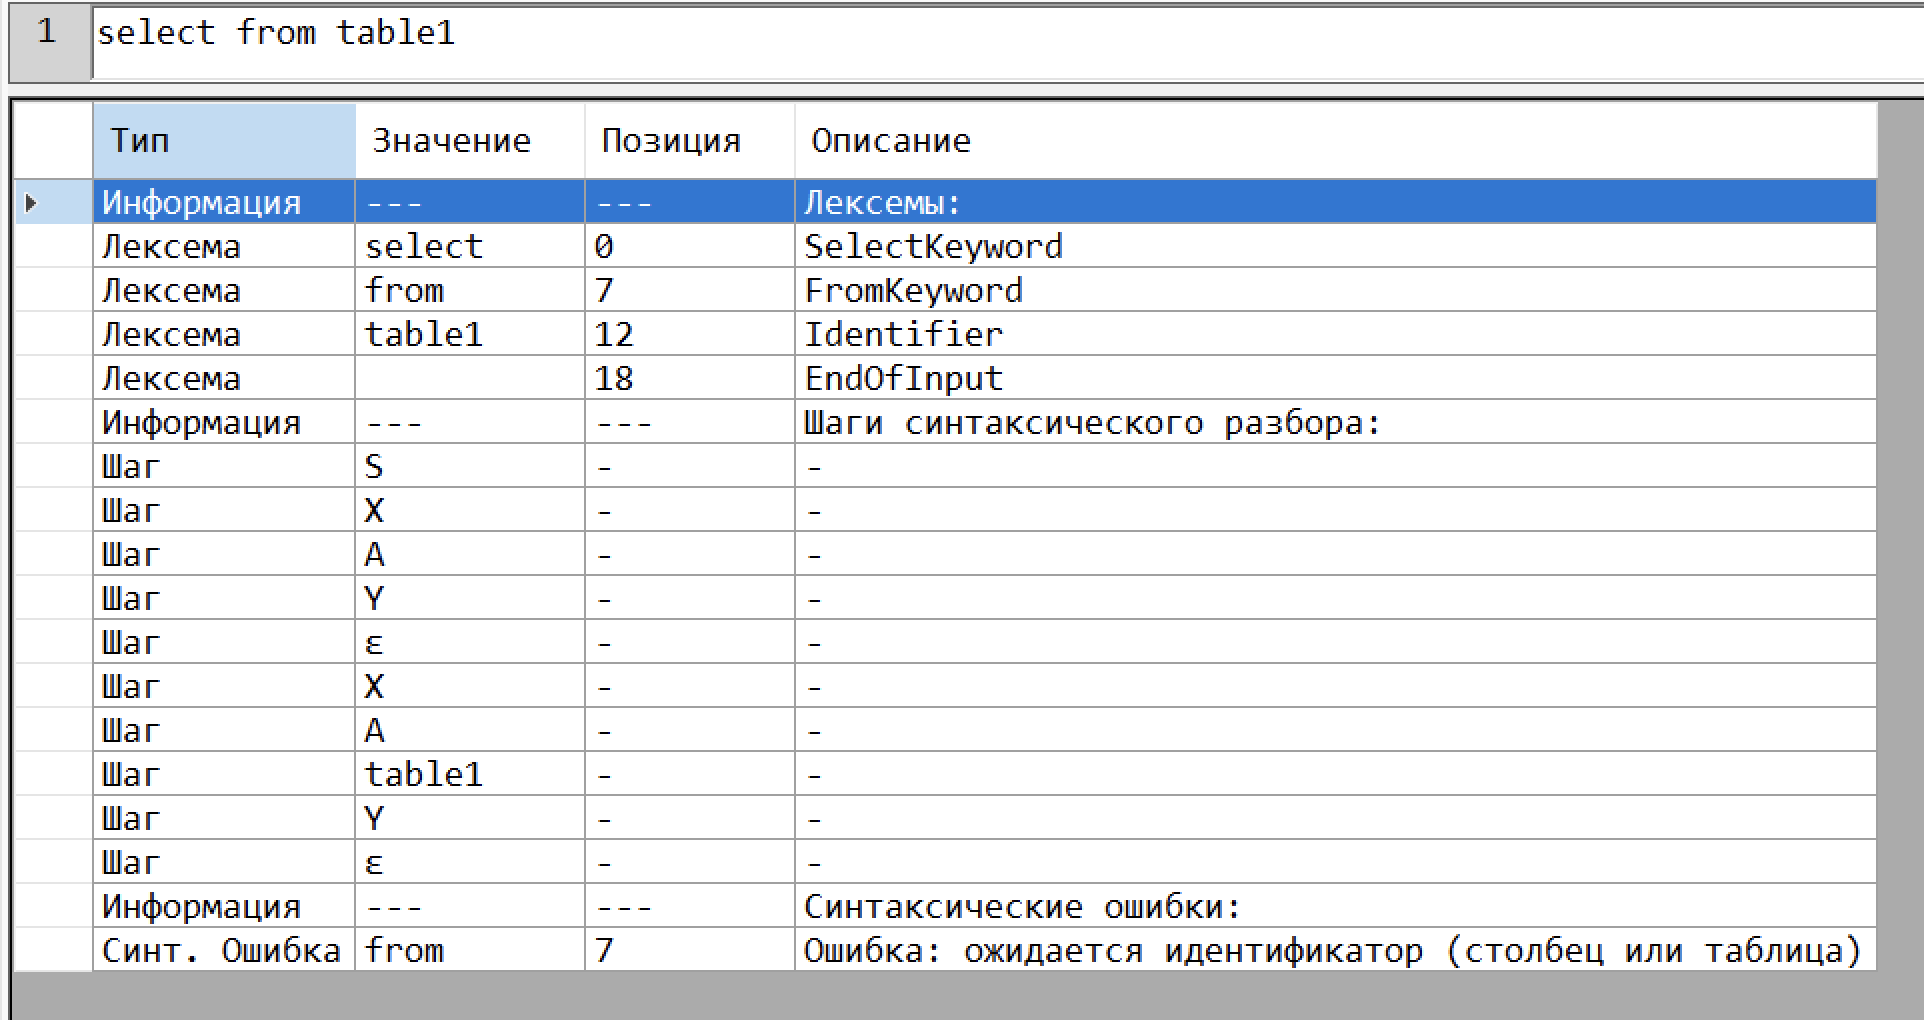 1 select from table1
Тип Значение Позиция Описание
Информация --- --- Лексемы:
Лексема select 0 SelectKeyword
Лексема from 7 FromKeyword
Лексема table1 12 Identifier
Лексема 18 EndOfInput
Информация --- --- Шаги синтаксического разбора:
Шаг S - -
Шаг X - -
Шаг A - -
Шаг Y - -
Шаг ε - -
Шаг X - -
Шаг A - -
Шаг table1 - -
Шаг Y - -
Шаг ε - -
Информация --- --- Синтаксические ошибки:
Синт. Ошибка from 7 Ошибка: ожидается идентификатор (столбец или таблица)